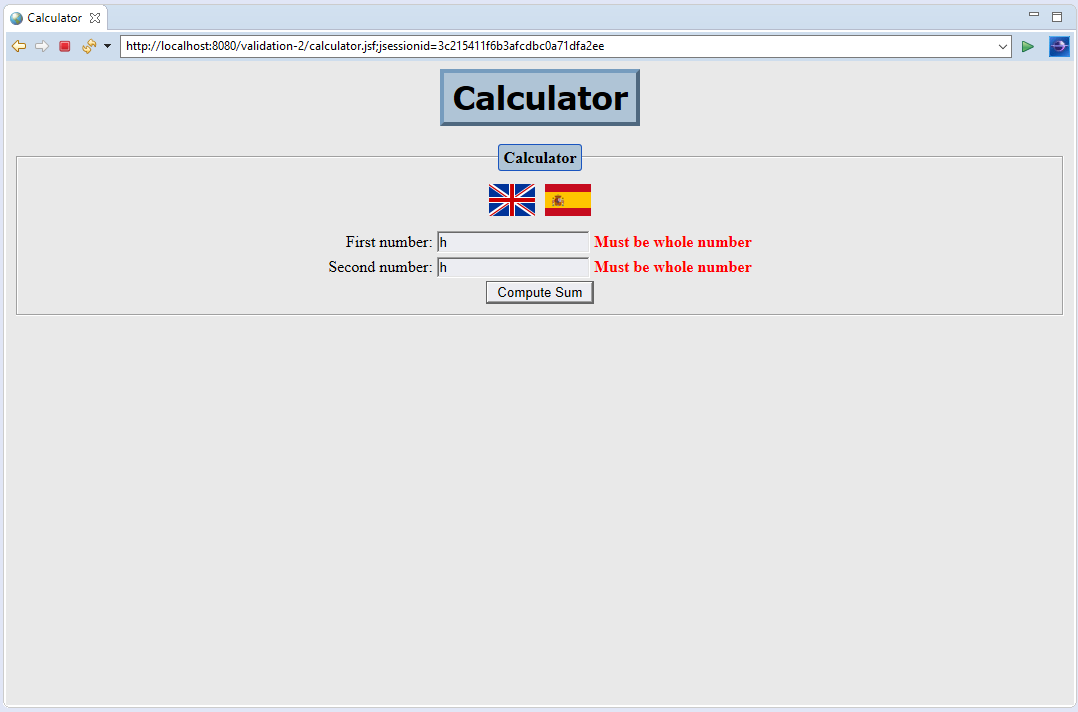 Calculator
http://localhost:8080/validation-2/calculator.jsf;jsessionid=3c215411f6b3afcdbc0a71dfa2ee
Calculator
Calculator
First number: h Must be whole number
Second number: h Must be whole number
Compute Sum